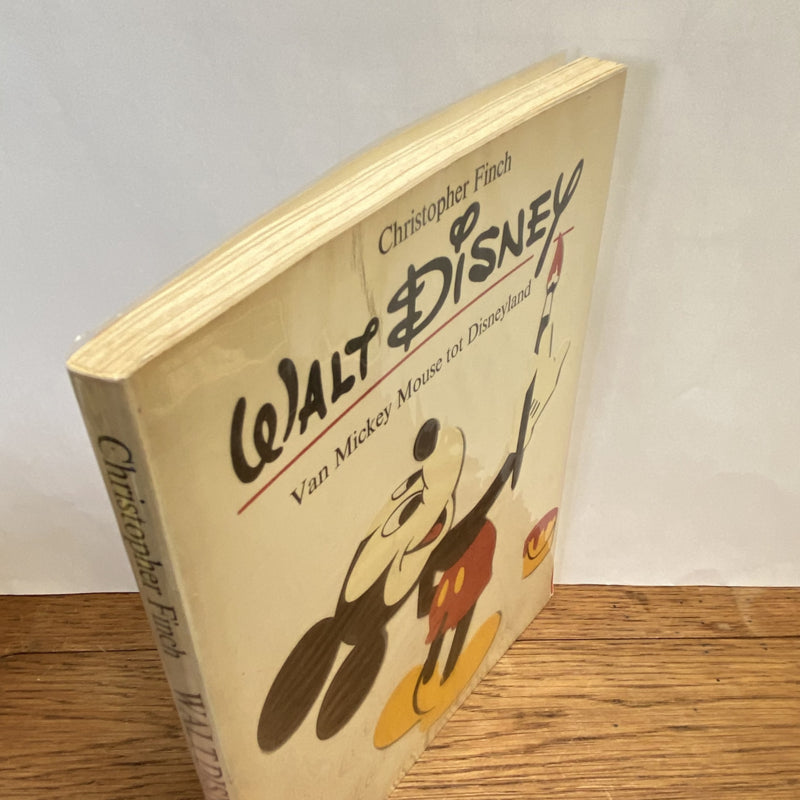 Christopher Finch
WALT DISNEY
Van Mickey Mouse tot Disneyland
Christopher Finch